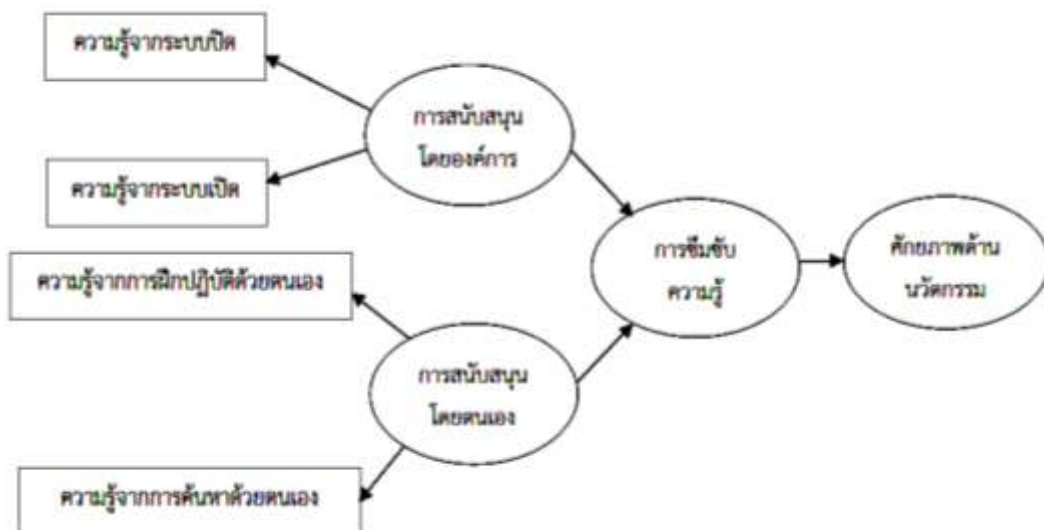 ความรู้จากระบบปิด
การสนับสนุน
โดยองค์การ
ความรู้จากระบบเปิด
การซึมซับ
ความรู้
ศักยภาพด้าน
นวัตกรรม
ความรู้จากการฝึกปฏิบัติด้วยตนเอง
การสนับสนุน
โดยตนเอง
ความรู้จากการค้นหาด้วยตนเอง